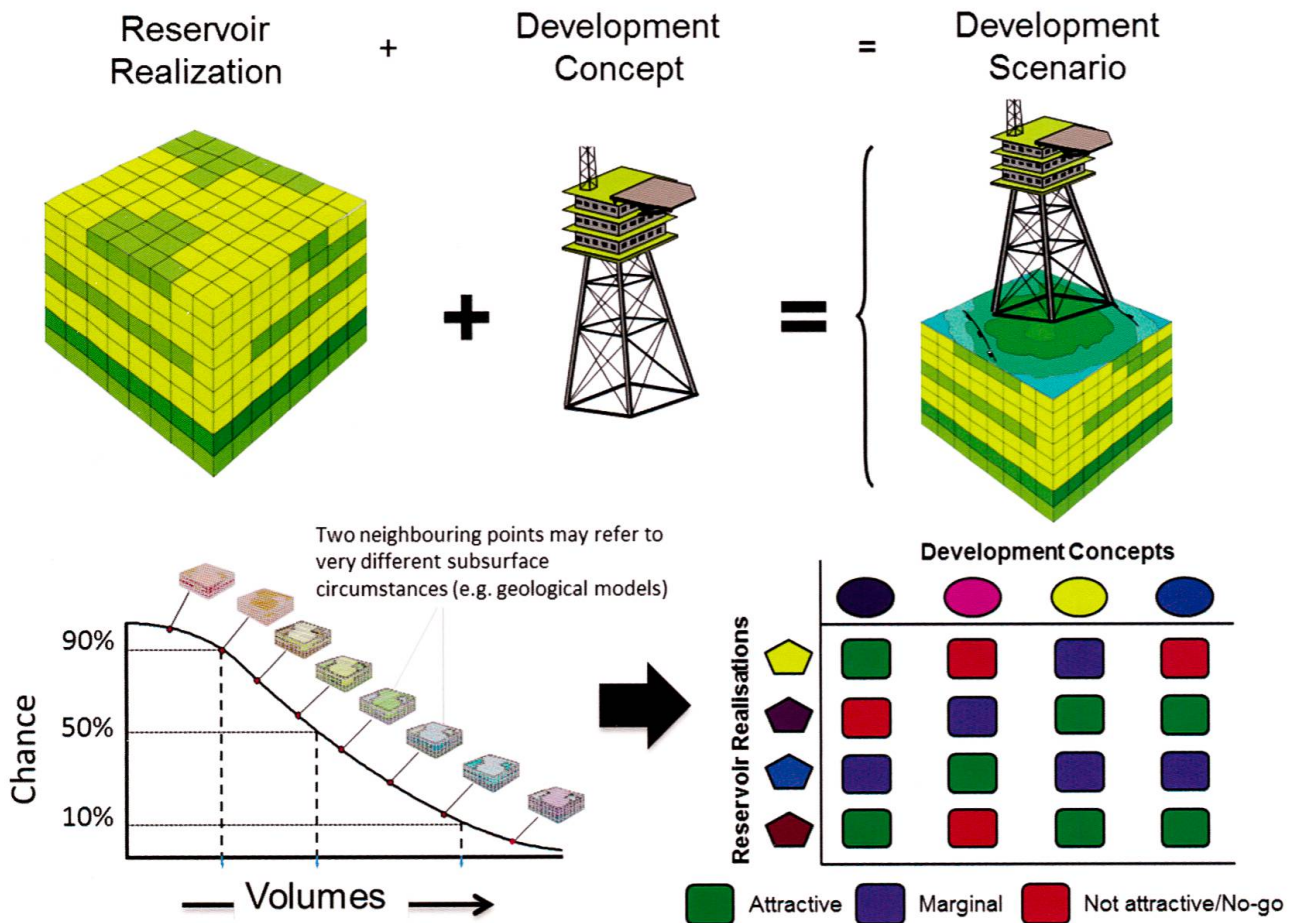 Reservoir
Realization
+
Development
Concept
=
Development
Scenario
+
=
Two neighbouring points may refer to
very different subsurface
circumstances (e.g. geological models)
90%
50%
10%
Chance
Volumes
Development Concepts
Reservoir Realisations
Attractive
Marginal
Not attractive/No-go